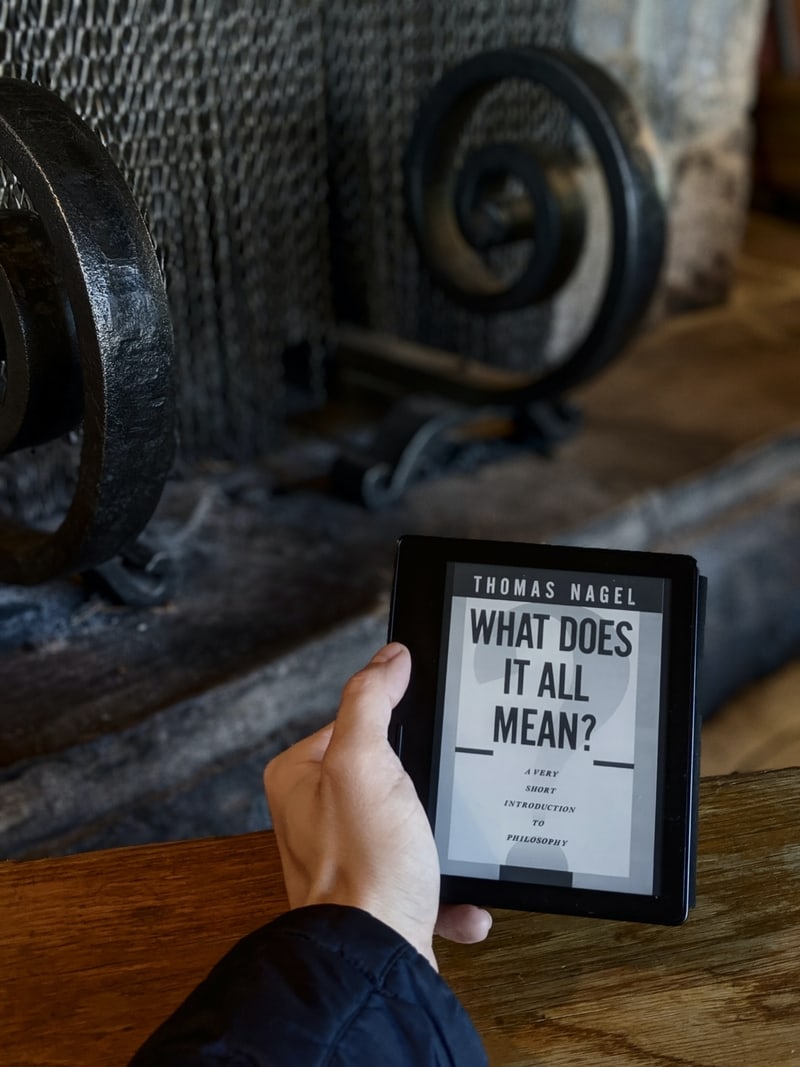 THOMAS NAGEL
WHAT DOES
IT ALL
MEAN?
A VERY
SHORT
INTRODUCTION
TO
PHILOSOPHY